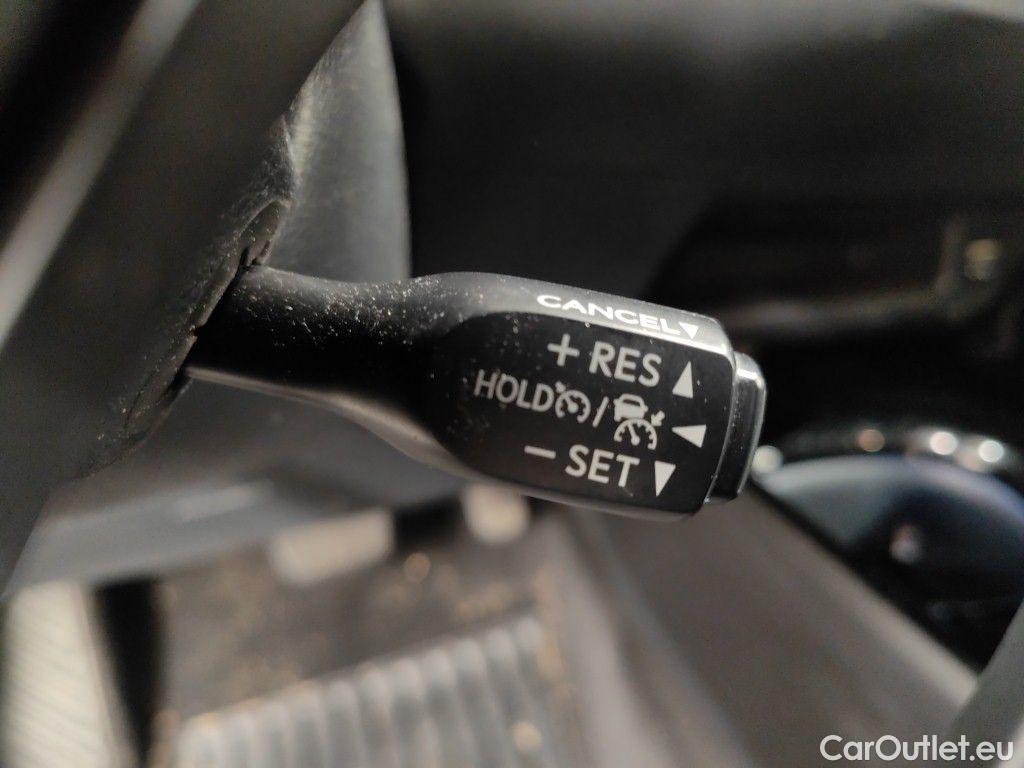 CANCEL▼
+ RES ▲
HOLD / ◀
− SET ▼
CarOutlet.eu